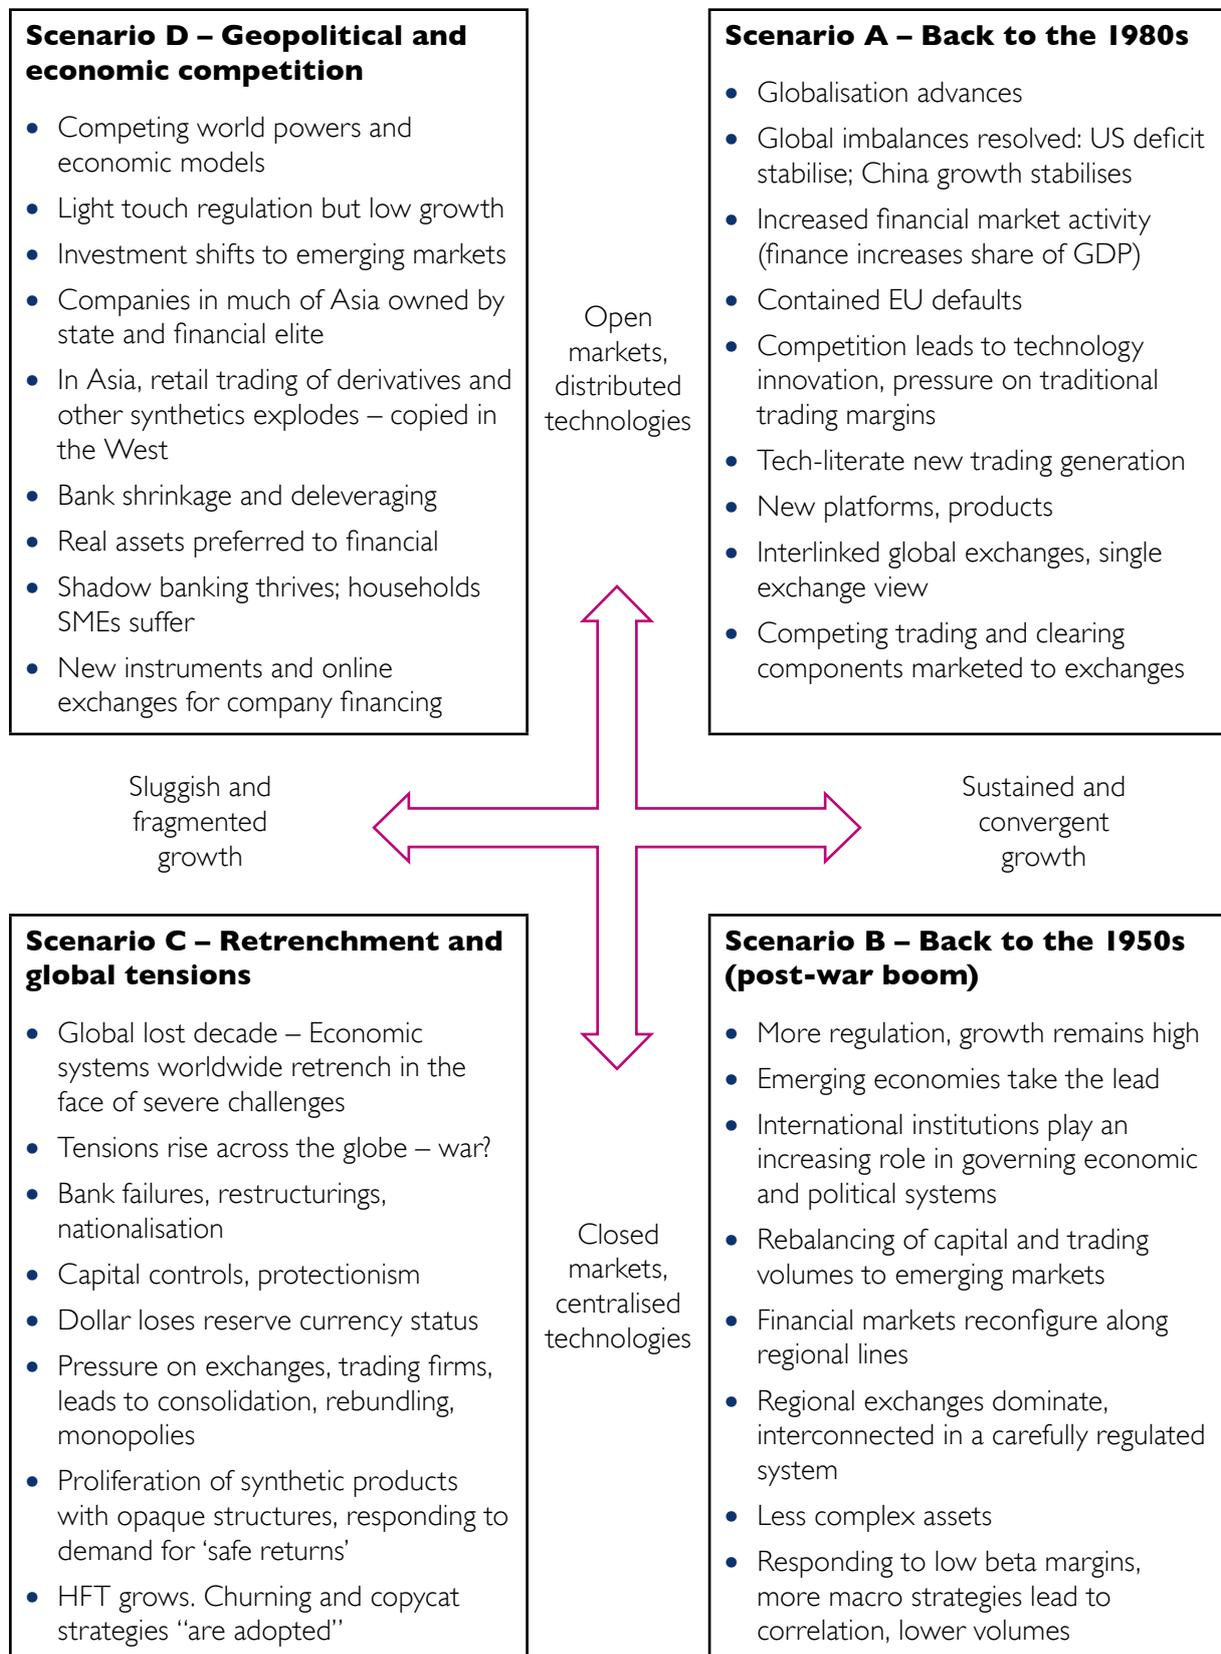 Scenario D – Geopolitical and
economic competition
• Competing world powers and
economic models
• Light touch regulation but low growth
• Investment shifts to emerging markets
• Companies in much of Asia owned by
state and financial elite
• In Asia, retail trading of derivatives and
other synthetics explodes – copied in
the West
• Bank shrinkage and deleveraging
• Real assets preferred to financial
• Shadow banking thrives; households
SMEs suffer
• New instruments and online
exchanges for company financing
Open
markets,
distributed
technologies
Scenario A – Back to the 1980s
• Globalisation advances
• Global imbalances resolved: US deficit
stabilise; China growth stabilises
• Increased financial market activity
(finance increases share of GDP)
• Contained EU defaults
• Competition leads to technology
innovation, pressure on traditional
trading margins
• Tech-literate new trading generation
• New platforms, products
• Interlinked global exchanges, single
exchange view
• Competing trading and clearing
components marketed to exchanges
Sluggish and
fragmented
growth
Sustained and
convergent
growth
Scenario C – Retrenchment and
global tensions
• Global lost decade – Economic
systems worldwide retrench in the
face of severe challenges
• Tensions rise across the globe – war?
• Bank failures, restructurings,
nationalisation
• Capital controls, protectionism
• Dollar loses reserve currency status
• Pressure on exchanges, trading firms,
leads to consolidation, rebundling,
monopolies
• Proliferation of synthetic products
with opaque structures, responding to
demand for ‘safe returns’
• HFT grows. Churning and copycat
strategies “are adopted”
Closed
markets,
centralised
technologies
Scenario B – Back to the 1950s
(post-war boom)
• More regulation, growth remains high
• Emerging economies take the lead
• International institutions play an
increasing role in governing economic
and political systems
• Rebalancing of capital and trading
volumes to emerging markets
• Financial markets reconfigure along
regional lines
• Regional exchanges dominate,
interconnected in a carefully regulated
system
• Less complex assets
• Responding to low beta margins,
more macro strategies lead to
correlation, lower volumes